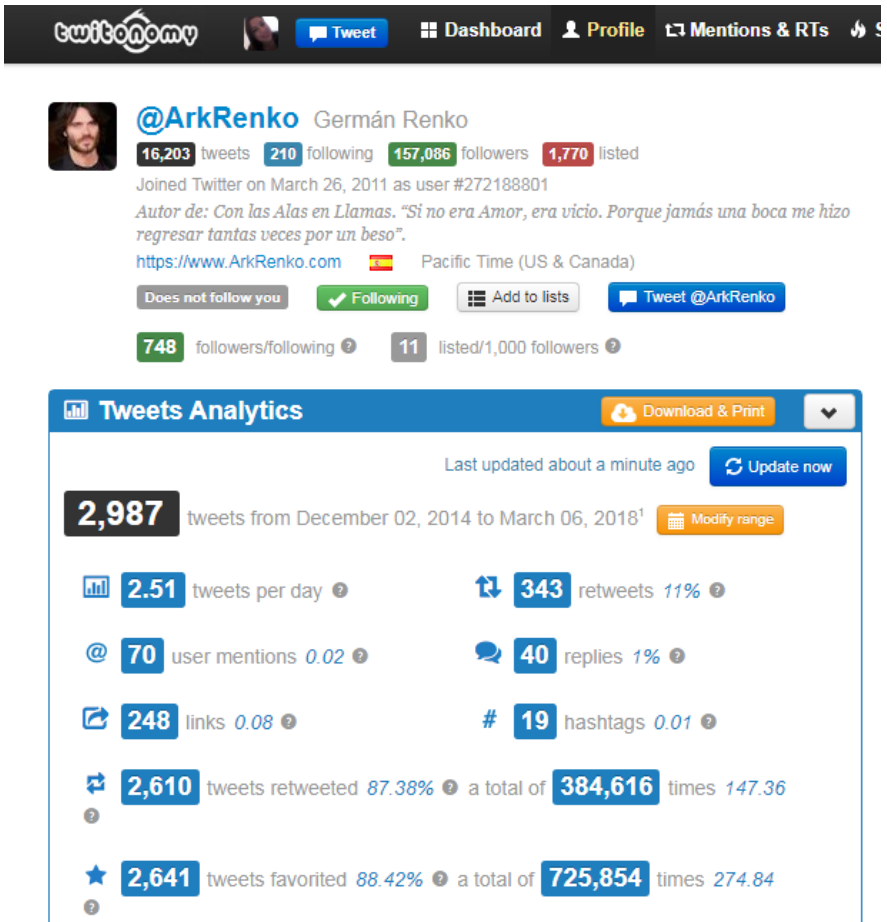 twitonomy Tweet Dashboard Profile Mentions & RTs S
@ArkRenko Germán Renko
16,203 tweets 210 following 157,086 followers 1,770 listed
Joined Twitter on March 26, 2011 as user #272188801
Autor de: Con las Alas en Llamas. “Si no era Amor, era vicio. Porque jamás una boca me hizo
regresar tantas veces por un beso”.
https://www.ArkRenko.com Pacific Time (US & Canada)
Does not follow you Following Add to lists Tweet @ArkRenko
748 followers/following ? 11 listed/1,000 followers ?
Tweets Analytics Download & Print
Last updated about a minute ago Update now
2,987 tweets from December 02, 2014 to March 06, 2018¹ Modify range
2.51 tweets per day ? 343 retweets 11% ?
@ 70 user mentions 0.02 ? 40 replies 1% ?
248 links 0.08 ? # 19 hashtags 0.01 ?
2,610 tweets retweeted 87.38% ? a total of 384,616 times 147.36
?
2,641 tweets favorited 88.42% ? a total of 725,854 times 274.84
?